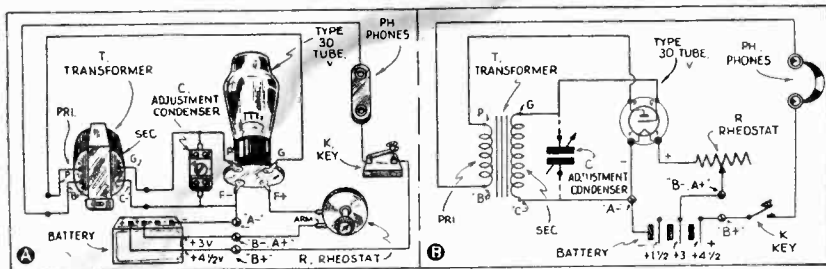 T.
TRANSFORMER
PRI.
SEC
P
B
G
C-
C.
ADJUSTMENT
CONDENSER
TYPE
30 TUBE.
V
P
G
F-
F+
PH
PHONES
K.
KEY
BATTERY
"A-"
+3V
"B-, A+"
+4½V
"B+"
ARM
R, RHEOSTAT
A
T.
TRANSFORMER
P
G
"B"
"C"
PRI.
SEC
C
ADJUSTMENT
CONDENSER
TYPE
30 TUBE.
V
PH.
PHONES
R.
RHEOSTAT
-
+
"A-"
"B-, A+"
"B+"
K
KEY
BATTERY
+1½
+3
+4½
+
B